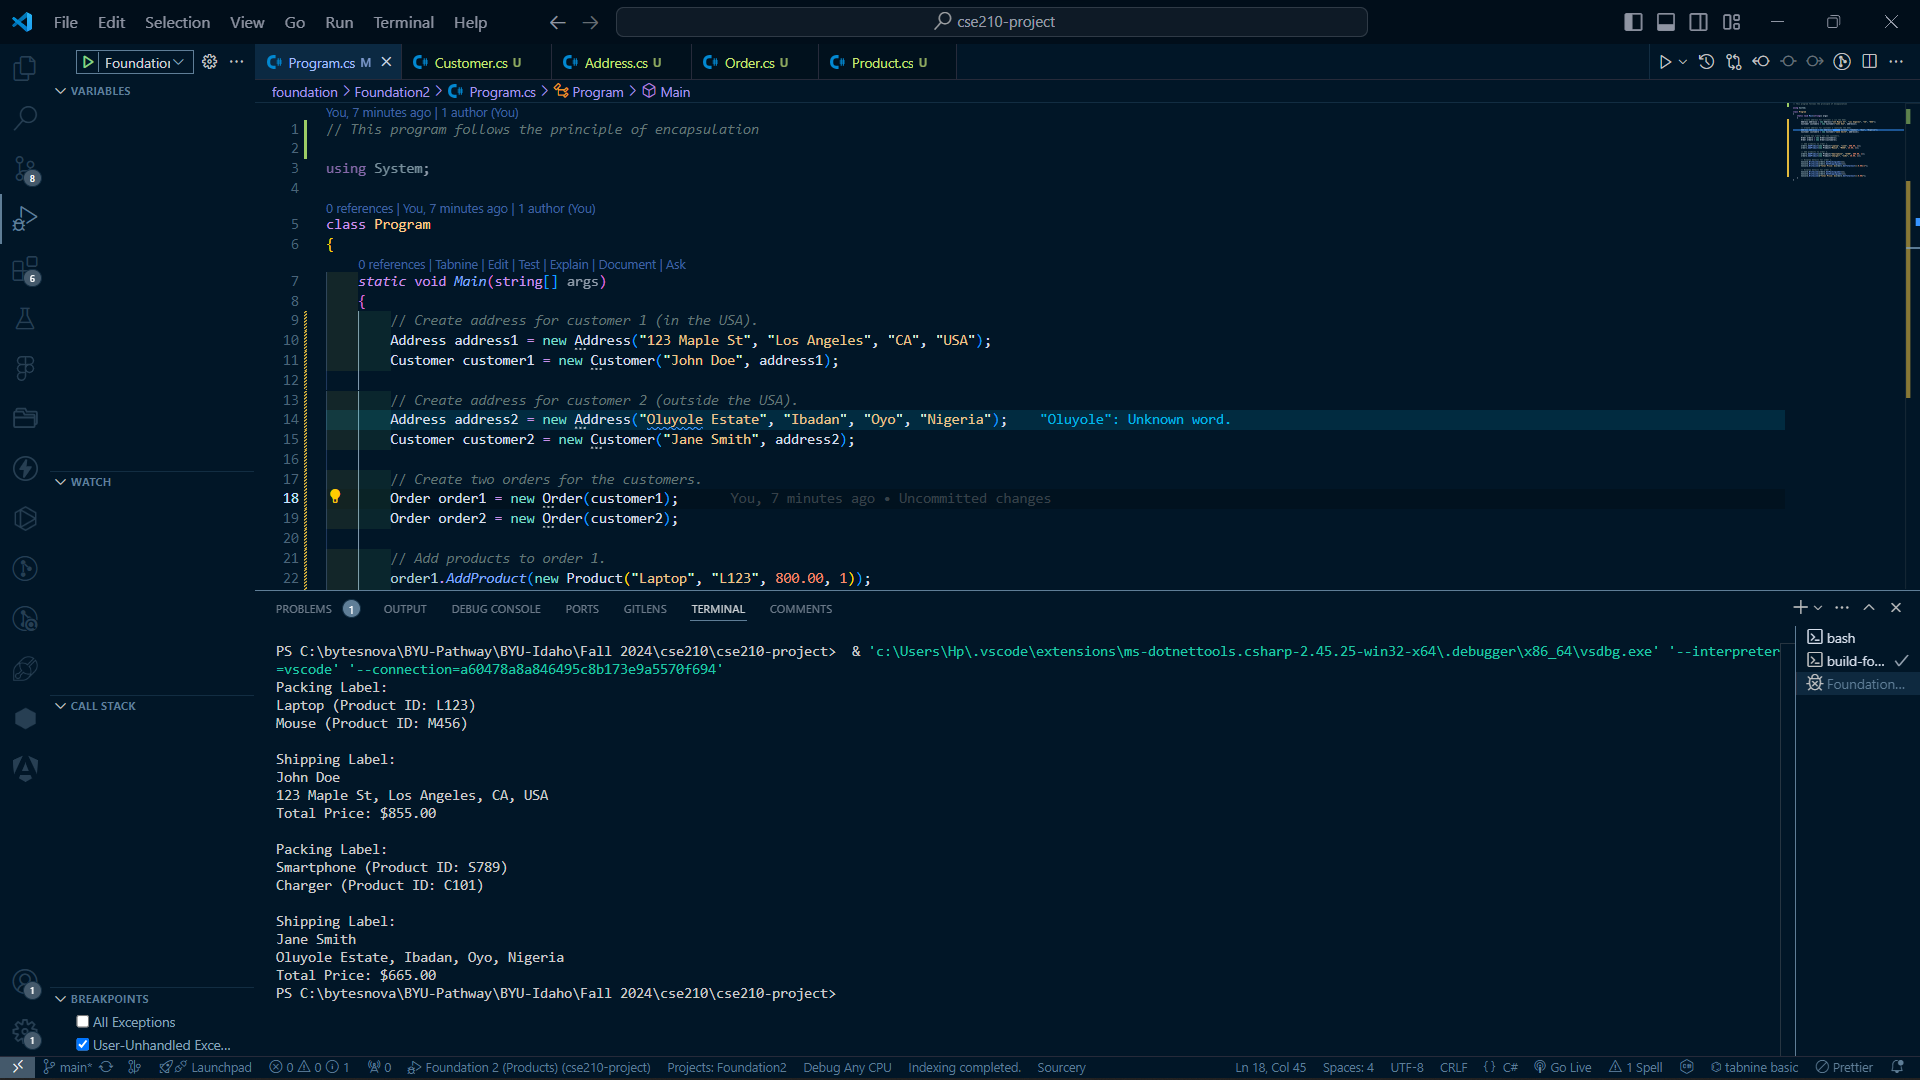 File Edit Selection View Go Run Terminal Help
cse210-project
Foundation
Program.cs M
Customer.cs U
Address.cs U
Order.cs U
Product.cs U
VARIABLES
foundation > Foundation2 > Program.cs > Program > Main
You, 7 minutes ago | 1 author (You)
1 // This program follows the principle of encapsulation
2
3 using System;
4
0 references | You, 7 minutes ago | 1 author (You)
5 class Program
6 {
0 references | Tabnine | Edit | Test | Explain | Document | Ask
7 static void Main(string[] args)
8 {
9 // Create address for customer 1 (in the USA).
10 Address address1 = new Address("123 Maple St", "Los Angeles", "CA", "USA");
11 Customer customer1 = new Customer("John Doe", address1);
12
13 // Create address for customer 2 (outside the USA).
14 Address address2 = new Address("Oluyole Estate", "Ibadan", "Oyo", "Nigeria"); "Oluyole": Unknown word.
15 Customer customer2 = new Customer("Jane Smith", address2);
16
17 // Create two orders for the customers.
18 Order order1 = new Order(customer1); You, 7 minutes ago • Uncommitted changes
19 Order order2 = new Order(customer2);
20
21 // Add products to order 1.
22 order1.AddProduct(new Product("Laptop", "L123", 800.00, 1));
8
6
WATCH
CALL STACK
BREAKPOINTS
All Exceptions
User-Unhandled Exce...
1
1
PROBLEMS 1 OUTPUT DEBUG CONSOLE PORTS GITLENS TERMINAL COMMENTS
PS C:\bytesnova\BYU-Pathway\BYU-Idaho\Fall 2024\cse210\cse210-project> & 'c:\Users\Hp\.vscode\extensions\ms-dotnettools.csharp-2.45.25-win32-x64\.debugger\x86_64\vsdbg.exe' '--interpreter
=vscode' '--connection=a60478a8a846495c8b173e9a5570f694'
Packing Label:
Laptop (Product ID: L123)
Mouse (Product ID: M456)
Shipping Label:
John Doe
123 Maple St, Los Angeles, CA, USA
Total Price: $855.00
Packing Label:
Smartphone (Product ID: S789)
Charger (Product ID: C101)
Shipping Label:
Jane Smith
Oluyole Estate, Ibadan, Oyo, Nigeria
Total Price: $665.00
PS C:\bytesnova\BYU-Pathway\BYU-Idaho\Fall 2024\cse210\cse210-project>
bash
build-fo...
Foundation...
main* Launchpad 0 0 1 0 Foundation 2 (Products) (cse210-project) Projects: Foundation2 Debug Any CPU Indexing completed. Sourcery Ln 18, Col 45 Spaces: 4 UTF-8 CRLF {} C# Go Live 1 Spell tabnine basic Prettier